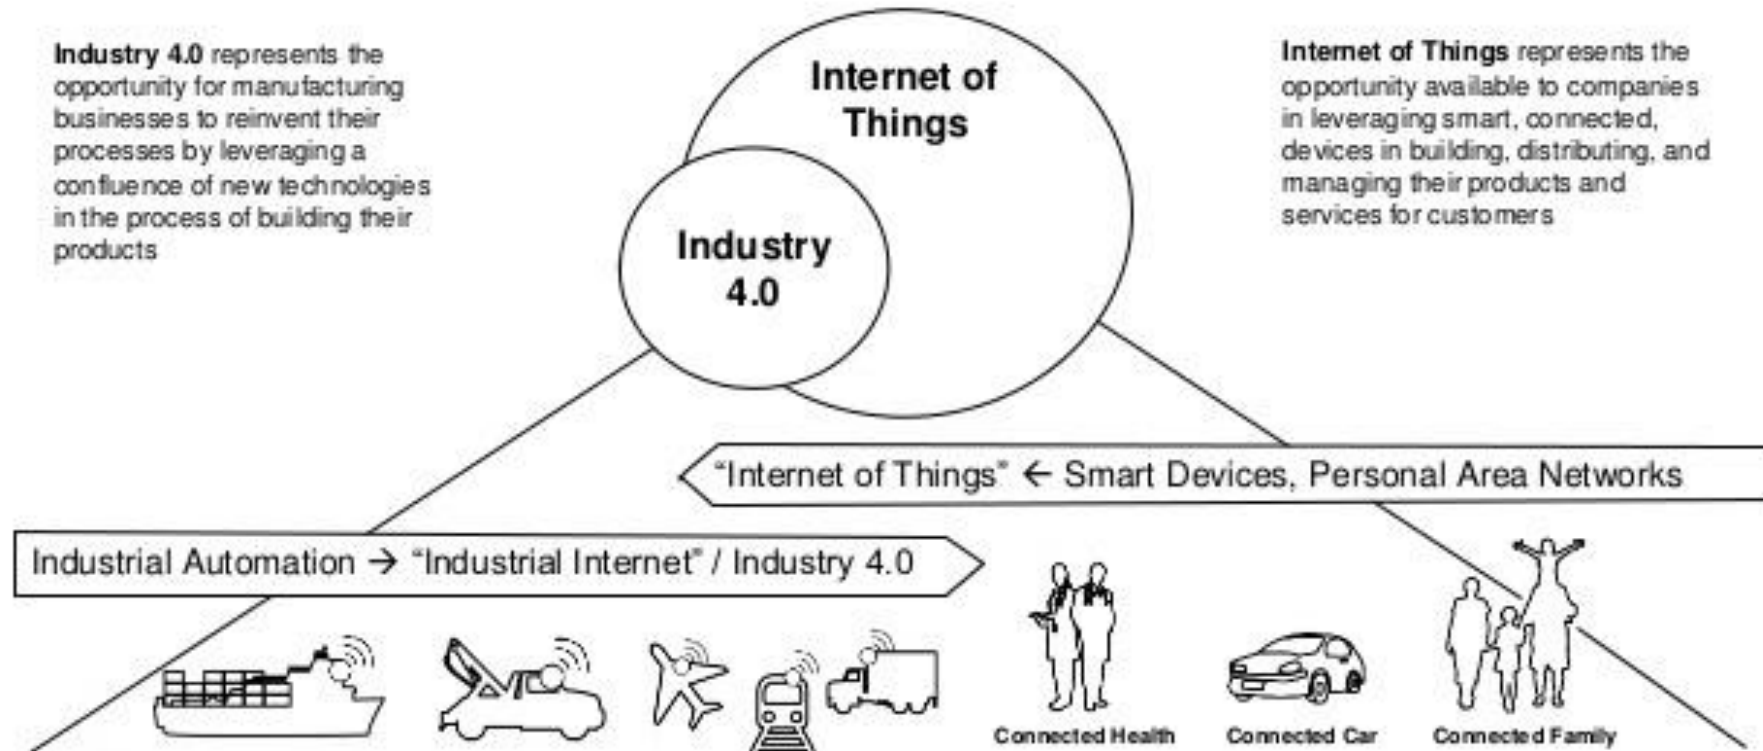 Industry 4.0 represents the
opportunity for manufacturing
businesses to reinvent their
processes by leveraging a
confluence of new technologies
in the process of building their
products
Internet of
Things
Industry
4.0
Internet of Things represents the
opportunity available to companies
in leveraging smart, connected,
devices in building, distributing, and
managing their products and
services for customers
"Internet of Things" ← Smart Devices, Personal Area Networks
Industrial Automation → "Industrial Internet" / Industry 4.0
Connected Health
Connected Car
Connected Family